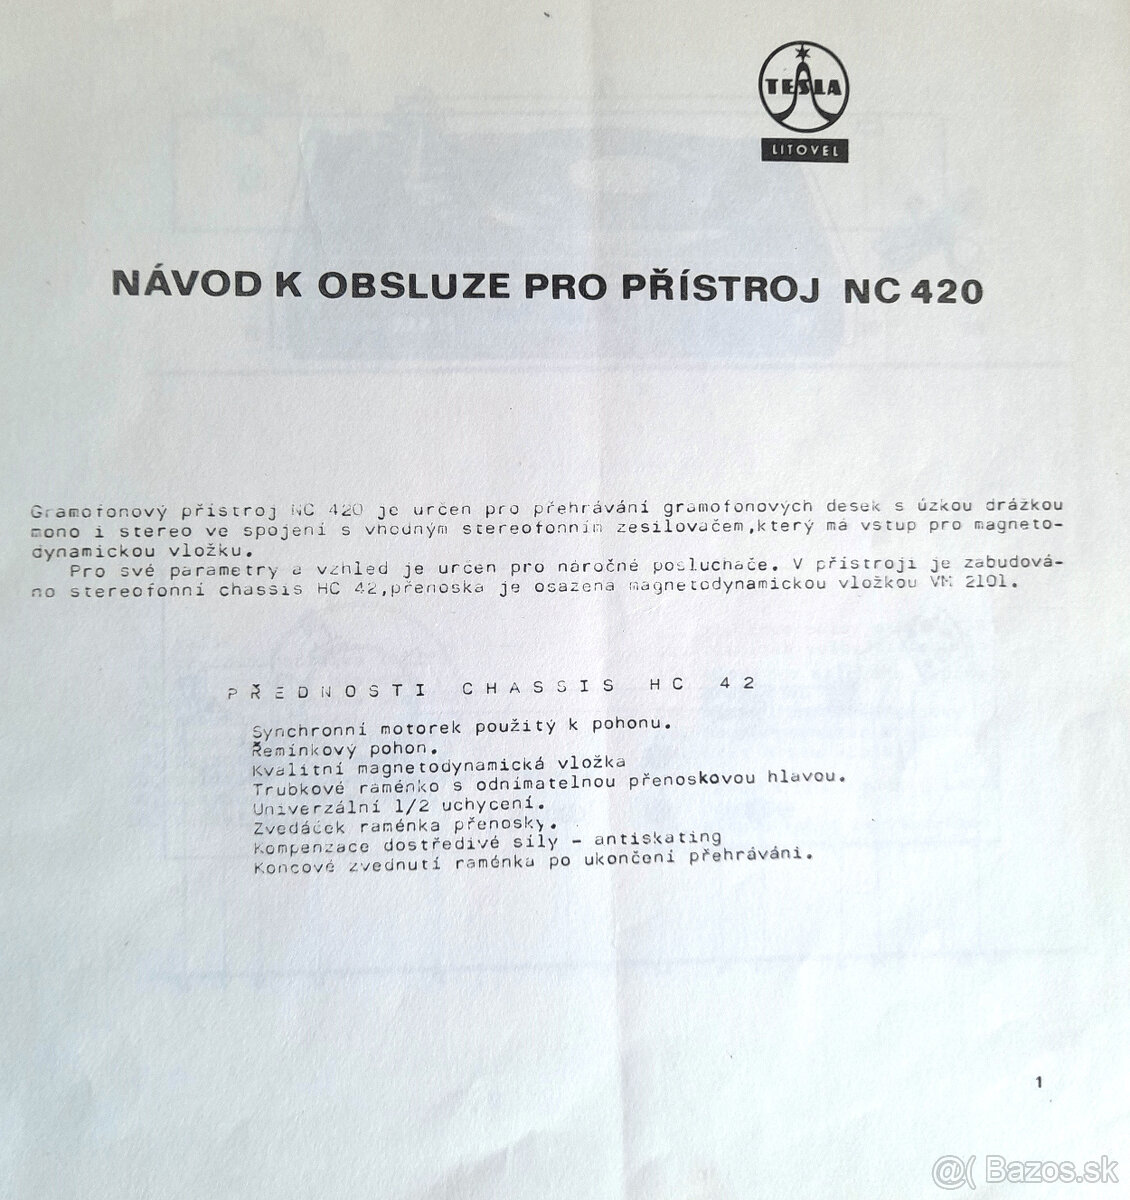 TESLA
LITOVEL
NÁVOD K OBSLUZE PRO PŘÍSTROJ NC 420
Gramofonový přístroj NC 420 je určen pro přehrávání gramofonových desek s úzkou drážkou
mono i stereo ve spojení s vhodným stereofonním zesilovačem,který má vstup pro magneto-
dynamickou vložku.
Pro své parametry a vzhled je určen pro náročné posluchače. V přístroji je zabudová-
no stereofonní chassis HC 42,přenoska je osazena magnetodynamickou vložkou VM 2101.
PŘEDNOSTI CHASSIS HC 42
Synchronní motorek použitý k pohonu.
Řemínkový pohon.
Kvalitní magnetodynamická vložka
Trubkové raménko s odnímatelnou přenoskovou hlavou.
Univerzální 1/2 uchycení.
Zvedáček raménka přenosky.
Kompenzace dostředivé síly - antiskating
Koncové zvednutí raménka po ukončení přehrávání.
1
@( Bazos.sk